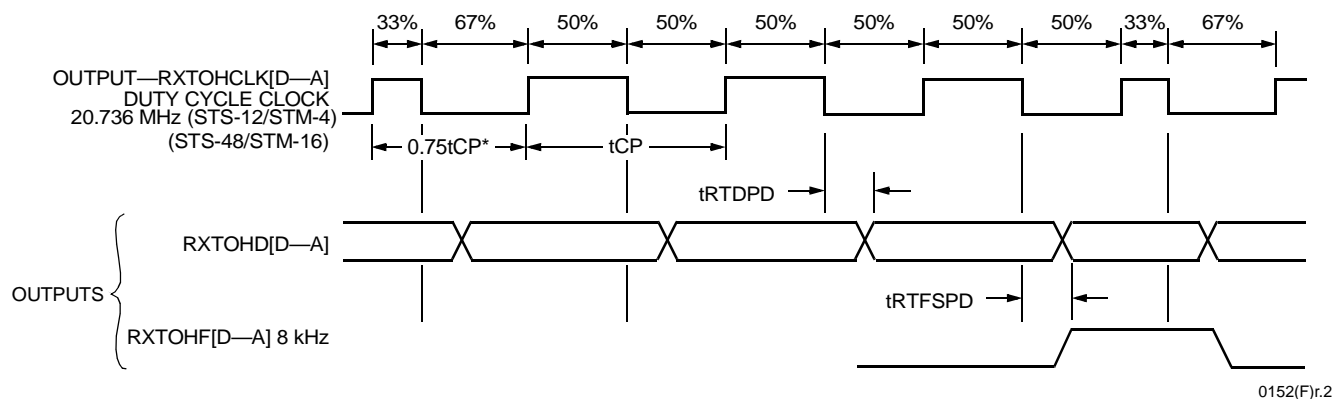 33% 67% 50% 50% 50% 50% 50% 50% 33% 67%
OUTPUT—RXTOHCLK[D—A]
DUTY CYCLE CLOCK
20.736 MHz (STS-12/STM-4)
(STS-48/STM-16)
0.75tCP* tCP
tRTDPD
RXTOHD[D—A]
OUTPUTS
tRTFSPD
RXTOHF[D—A] 8 kHz
0152(F)r.2